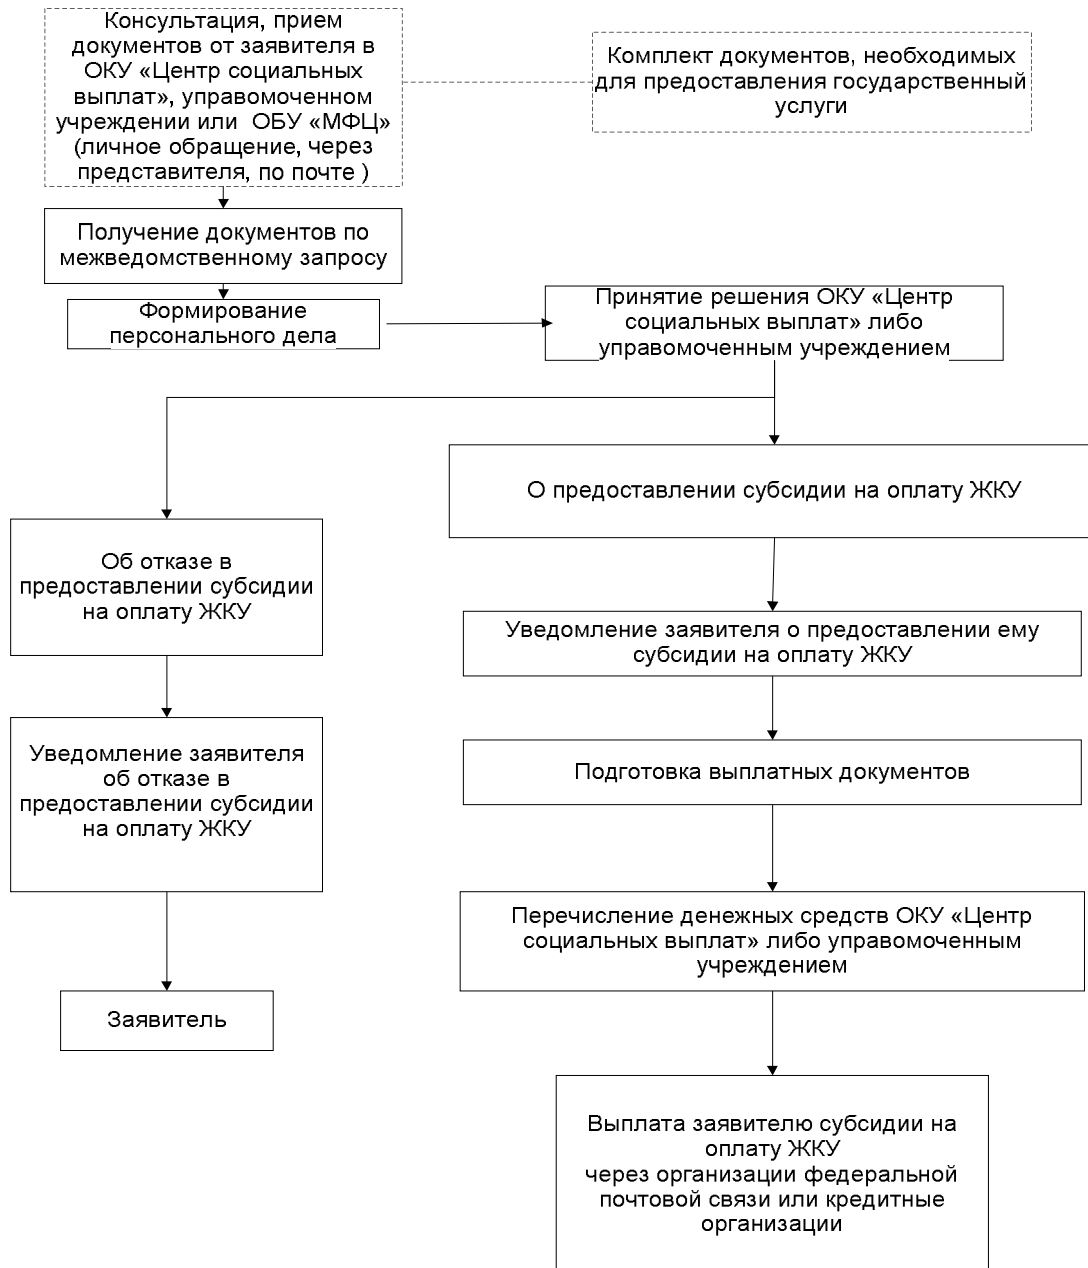 Консультация, прием
документов от заявителя в
ОКУ «Центр социальных
выплат», управомоченном
учреждении или ОБУ «МФЦ»
(личное обращение, через
представителя, по почте )
Комплект документов, необходимых
для предоставления государственный
услуги
Получение документов по
межведомственному запросу
Формирование
персонального дела
Принятие решения ОКУ «Центр
социальных выплат» либо
управомоченным учреждением
О предоставлении субсидии на оплату ЖКУ
Об отказе в
предоставлении субсидии
на оплату ЖКУ
Уведомление заявителя о предоставлении ему
субсидии на оплату ЖКУ
Уведомление заявителя
об отказе в
предоставлении субсидии
на оплату ЖКУ
Подготовка выплатных документов
Перечисление денежных средств ОКУ «Центр
социальных выплат» либо управомоченным
учреждением
Заявитель
Выплата заявителю субсидии на
оплату ЖКУ
через организации федеральной
почтовой связи или кредитные
организации